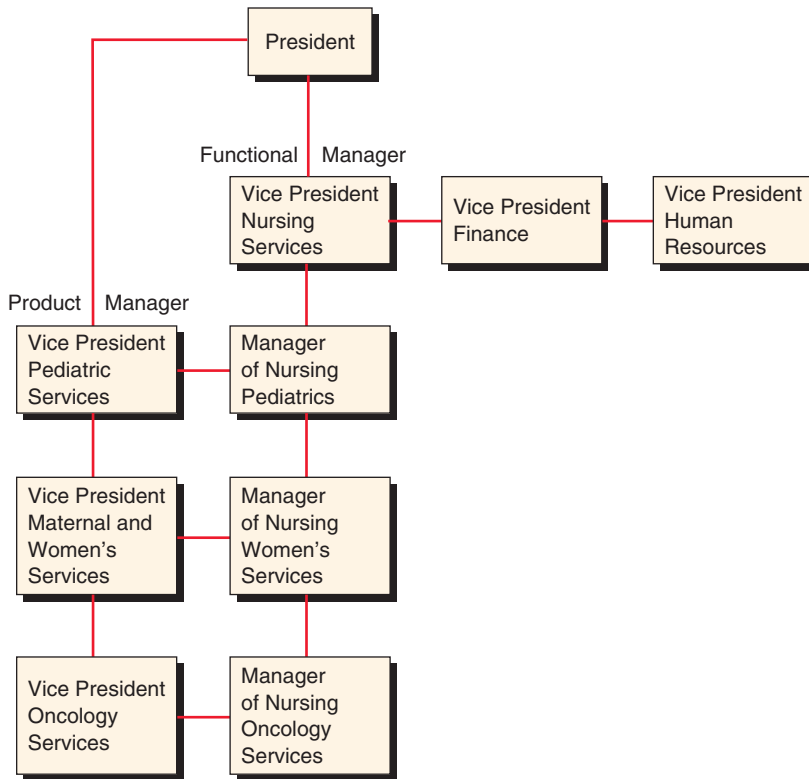 President
Functional Manager
Vice President
Nursing
Services
Vice President
Finance
Vice President
Human
Resources
Product Manager
Vice President
Pediatric
Services
Manager
of Nursing
Pediatrics
Vice President
Maternal and
Women's
Services
Manager
of Nursing
Women's
Services
Vice President
Oncology
Services
Manager
of Nursing
Oncology
Services